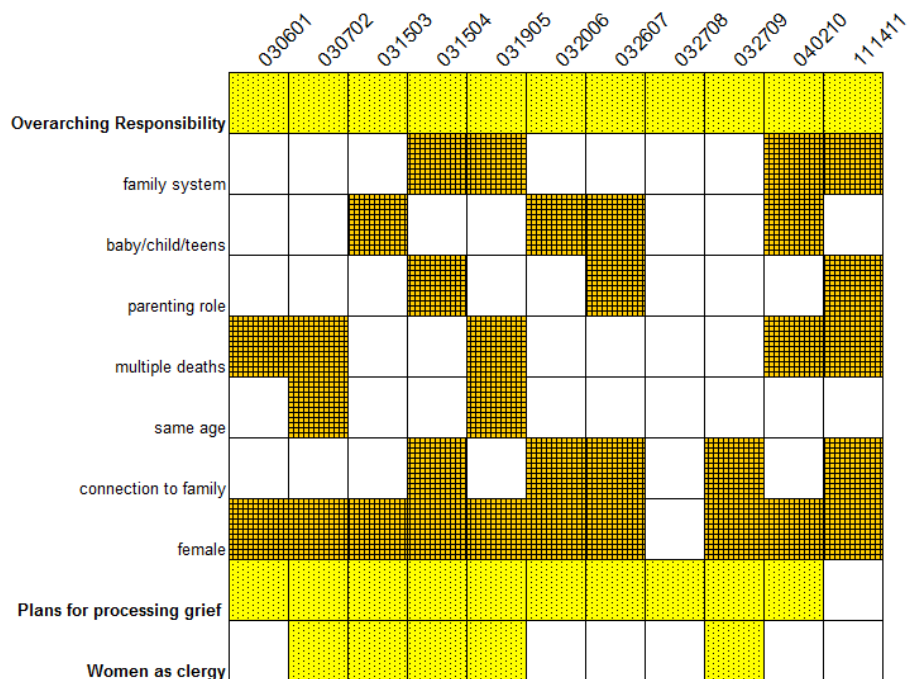 030601 030702 031503 031504 031905 032006 032607 032708 032709 040210 111411
Overarching Responsibility
family system
baby/child/teens
parenting role
multiple deaths
same age
connection to family
female
Plans for processing grief
Women as clergy